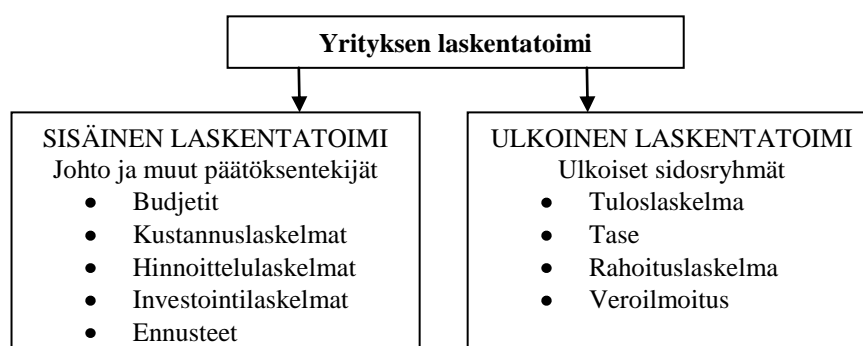 Yrityksen laskentatoimi
SISÄINEN LASKENTATOIMI
Johto ja muut päätöksentekijät
• Budjetit
• Kustannuslaskelmat
• Hinnoittelulaskelmat
• Investointilaskelmat
• Ennusteet
ULKOINEN LASKENTATOIMI
Ulkoiset sidosryhmät
• Tuloslaskelma
• Tase
• Rahoituslaskelma
• Veroilmoitus